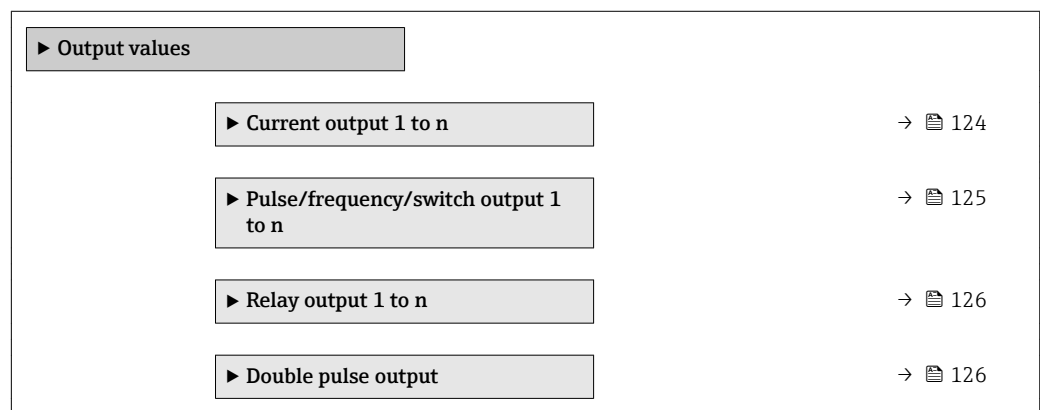 ▶ Output values
▶ Current output 1 to n → 124
▶ Pulse/frequency/switch output 1 → 125
to n
▶ Relay output 1 to n → 126
▶ Double pulse output → 126